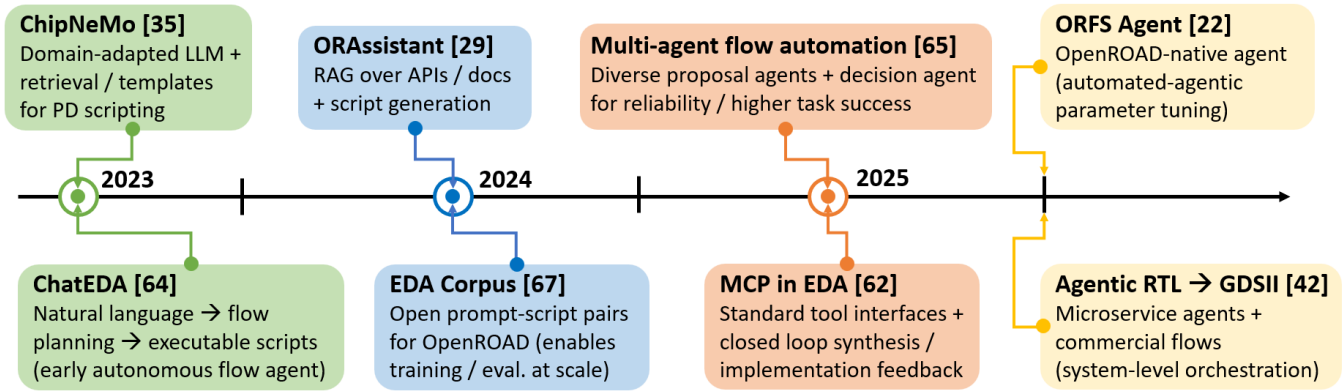 ChipNeMo [35]
Domain-adapted LLM +
retrieval / templates
for PD scripting
ORAssistant [29]
RAG over APIs / docs
+ script generation
Multi-agent flow automation [65]
Diverse proposal agents + decision agent
for reliability / higher task success
ORFS Agent [22]
OpenROAD-native agent
(automated-agentic
parameter tuning)
2023
2024
2025
ChatEDA [64]
Natural language → flow
planning → executable scripts
(early autonomous flow agent)
EDA Corpus [67]
Open prompt-script pairs
for OpenROAD (enables
training / eval. at scale)
MCP in EDA [62]
Standard tool interfaces +
closed loop synthesis /
implementation feedback
Agentic RTL → GDSII [42]
Microservice agents +
commercial flows
(system-level orchestration)